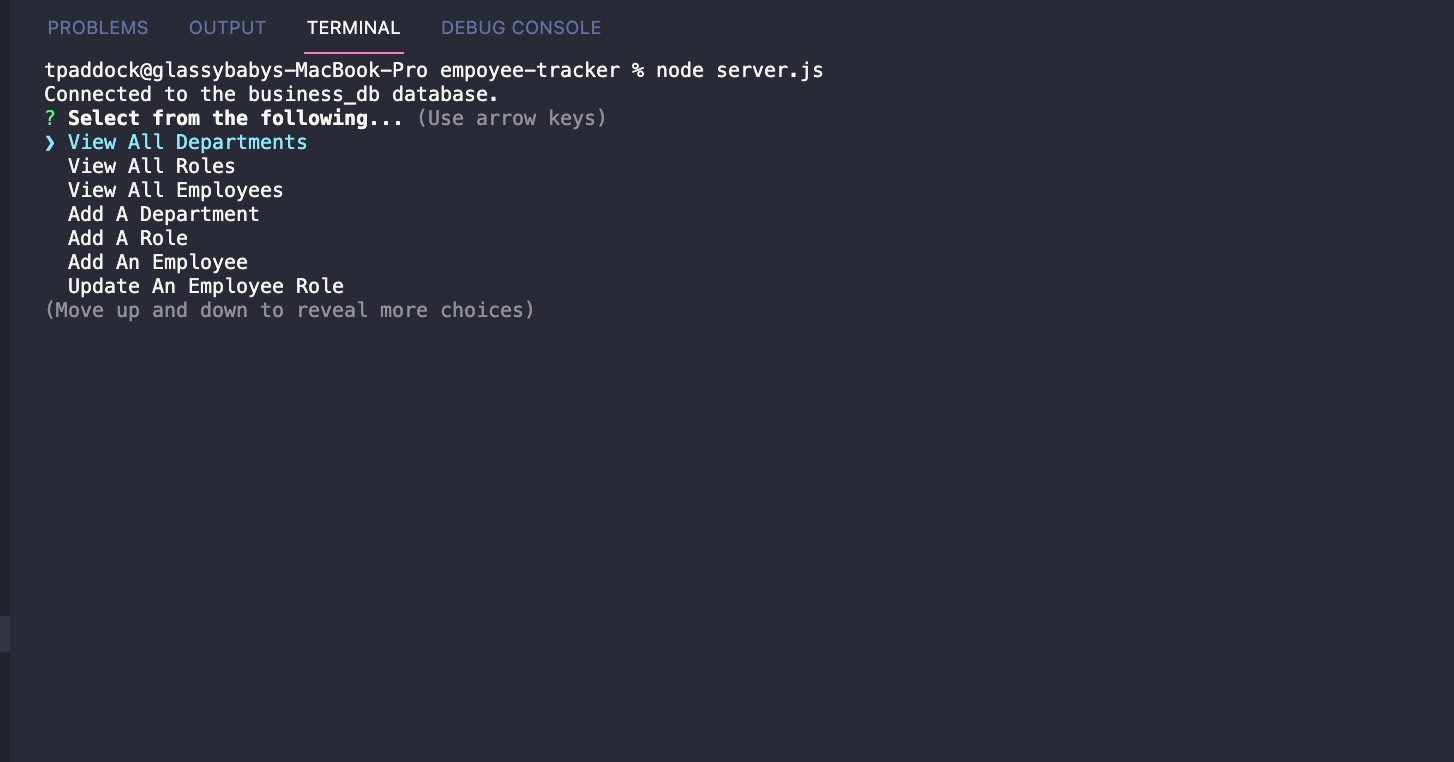 PROBLEMS OUTPUT TERMINAL DEBUG CONSOLE
tpaddock@glassybabys-MacBook-Pro empoyee-tracker % node server.js
Connected to the business_db database.
? Select from the following... (Use arrow keys)
❯ View All Departments
View All Roles
View All Employees
Add A Department
Add A Role
Add An Employee
Update An Employee Role
(Move up and down to reveal more choices)